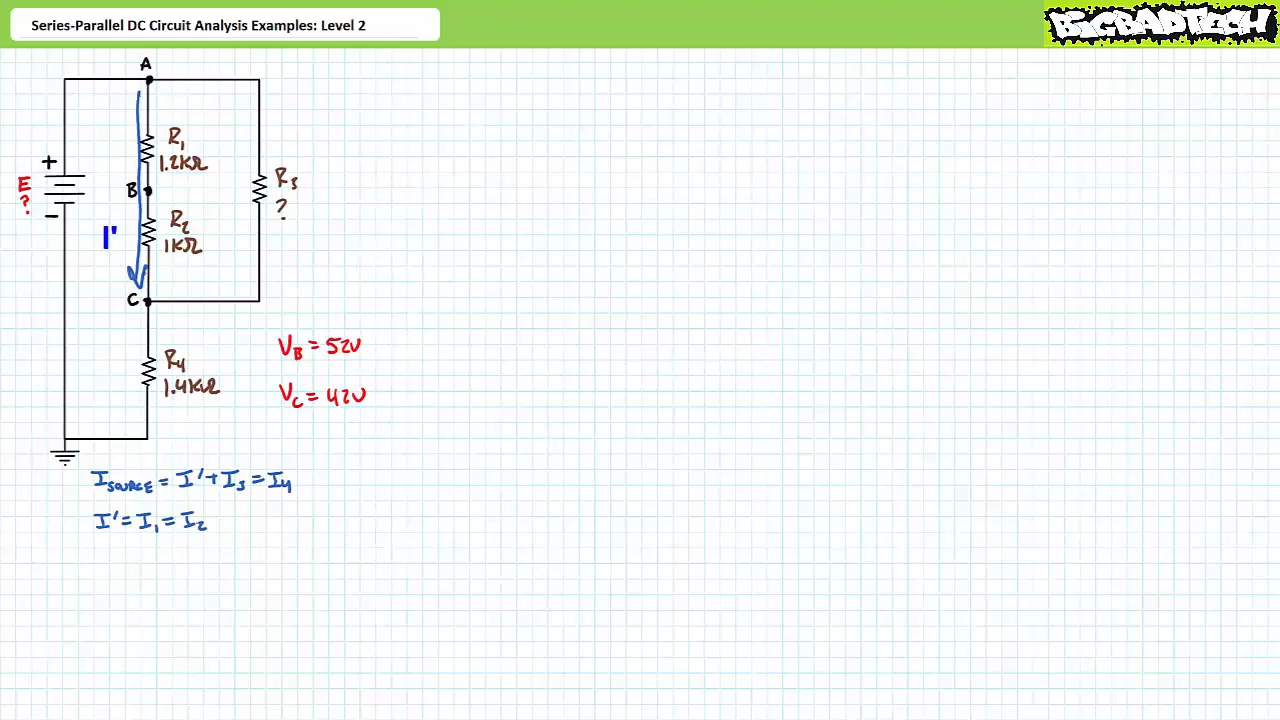 Series-Parallel DC Circuit Analysis Examples: Level 2
BIGBADTECH
A
R1
1.2KΩ
+
E
?
-
B
R3
?
R2
1KΩ
I'
C
R4
1.4KΩ
VB = 52V
VC = 42V
ISOURCE = I' + I3 = I4
I' = I1 = I2